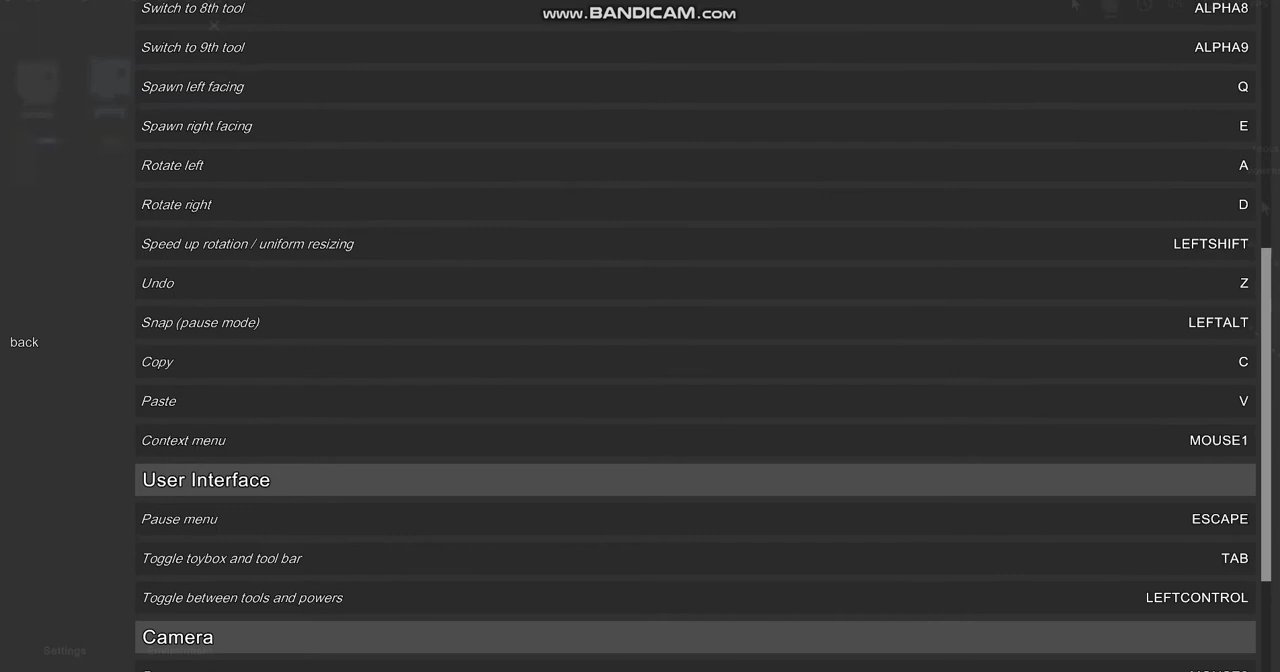 www.BANDICAM.com
Switch to 8th tool ALPHA8
Switch to 9th tool ALPHA9
Spawn left facing Q
Spawn right facing E
Rotate left A
Rotate right D
Speed up rotation / uniform resizing LEFTSHIFT
Undo Z
Snap (pause mode) LEFTALT
back
Copy C
Paste V
Context menu MOUSE1
User Interface
Pause menu ESCAPE
Toggle toybox and tool bar TAB
Toggle between tools and powers LEFTCONTROL
Camera
Settings